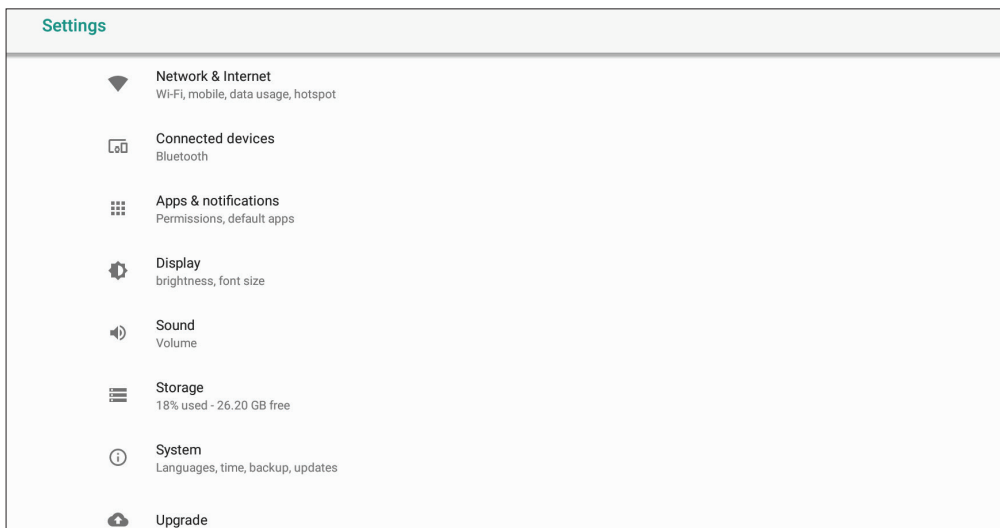 Settings
Network & Internet
Wi-Fi, mobile, data usage, hotspot
Connected devices
Bluetooth
Apps & notifications
Permissions, default apps
Display
brightness, font size
Sound
Volume
Storage
18% used - 26.20 GB free
System
Languages, time, backup, updates
Upgrade